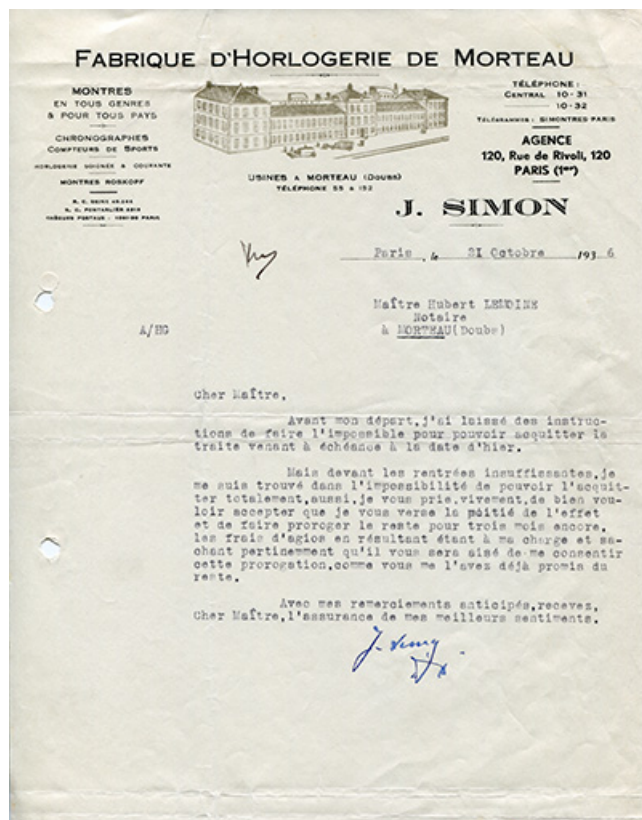 FABRIQUE D'HORLOGERIE DE MORTEAU
MONTRES
EN TOUS GENRES
& POUR TOUS PAYS
CHRONOGRAPHES
COMPTEURS DE SPORTS
HORLOGERIE SOIGNÉE & COURANTE
MONTRES ROSKOPF
USINES A MORTEAU (DOUBS)
TÉLÉPHONE 55 & 152
TÉLÉPHONE :
CENTRAL 10-31
10-32
TÉLÉGRAMMES : SIMONTRES PARIS
AGENCE
120, Rue de Rivoli, 120
PARIS (1er)
J. SIMON
Paris, le 21 Octobre 1936
Maître Hubert LEMOINE
Notaire
à MORTEAU(Doubs)
A/HG
Cher Maître,
Avant mon départ,j'ai laissé des instruc-
tions de faire l'impossible pour pouvoir acquitter la
traite venant à échéance à la date d'hier.
Mais devant les rentrées insuffissantes,je
me suis trouvé dans l'impossibilité de pouvoir l'acquit-
ter totalement,aussi,je vous prie,vivement,de bien vou-
loir accepter que je vous verse la moitié de l'effet
et de faire proroger le reste pour trois mois encore,
les frais d'agios en résultant étant à ma charge et sa-
chant pertinemment qu'il vous sera aisé de me consentir
cette prorogation,comme vous me l'avez déjà promis du
reste.
Avec mes remerciements anticipés,recevez,
Cher Maître,l'assurance de mes meilleurs sentiments.